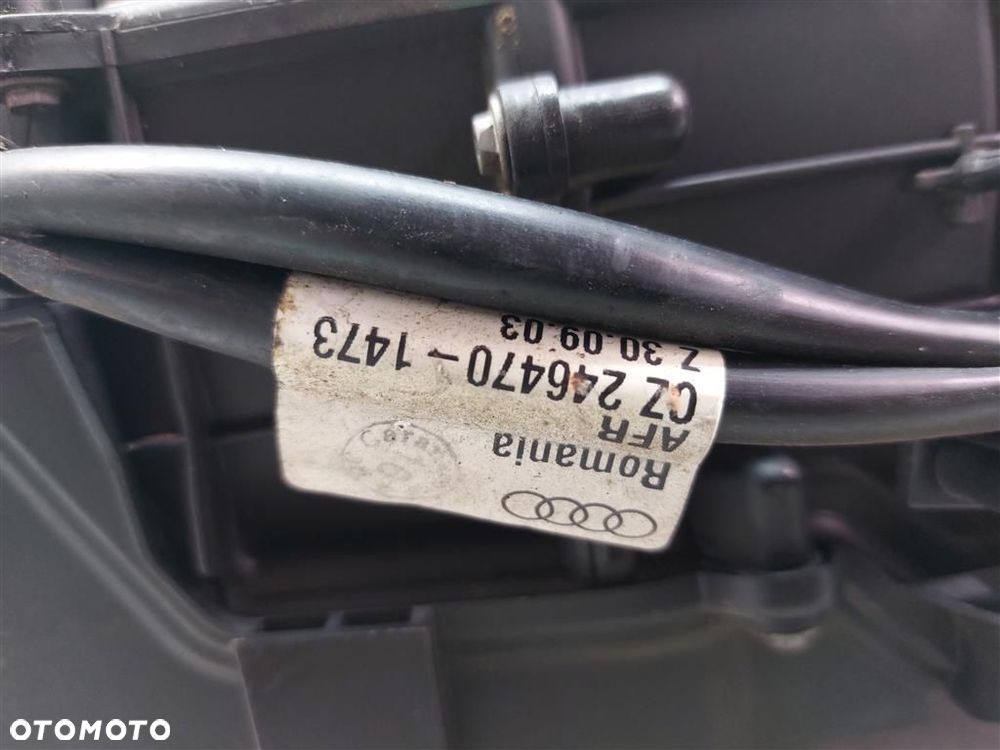 Romania
AFR
CZ 246470-1473
Z 30.09.03
OTOMOTO